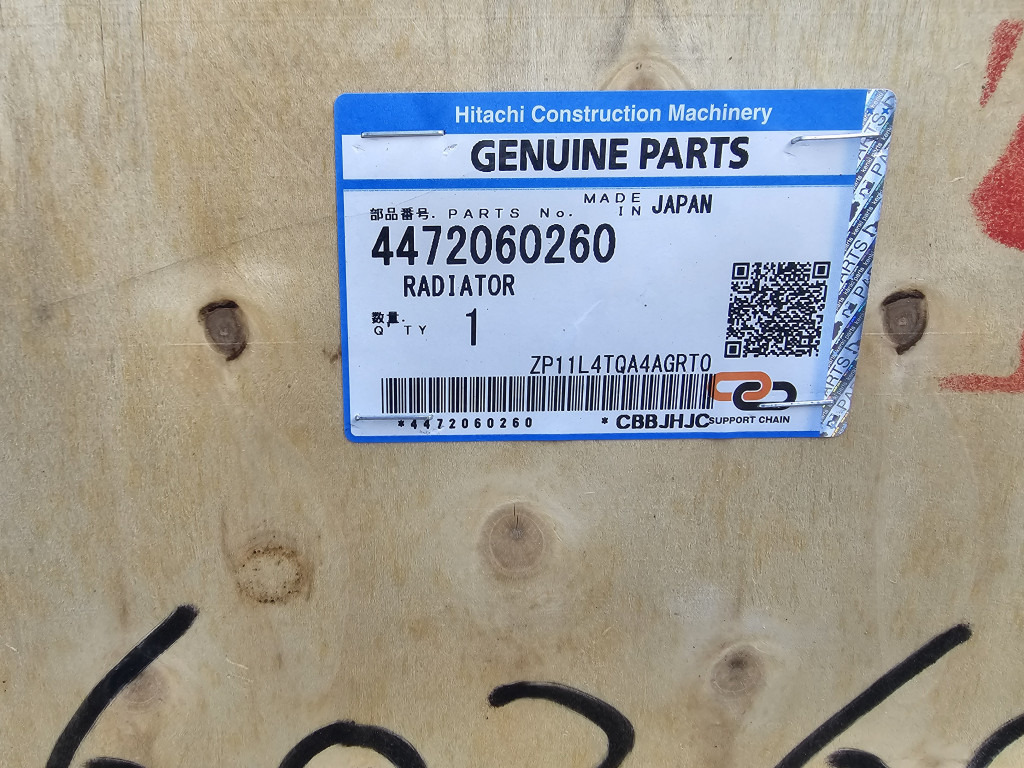 Hitachi Construction Machinery
GENUINE PARTS
部品番号. PARTS No. MADE IN JAPAN
4472060260
RADIATOR
数量.
Q'TY 1
ZP11L4TQA4AGRT0
*4472060260 * CBBJHJC
SUPPORT CHAIN